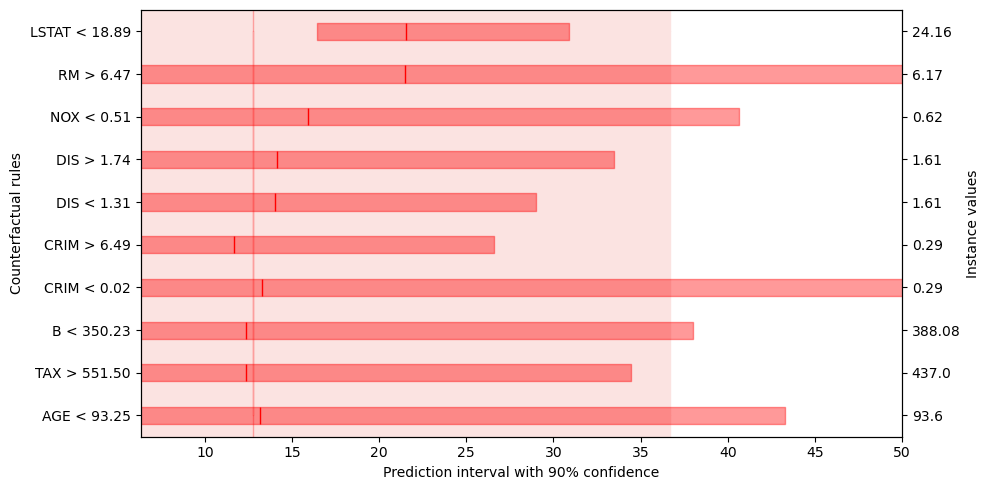 Counterfactual rules
LSTAT < 18.89 24.16
RM > 6.47 6.17
NOX < 0.51 0.62
DIS > 1.74 1.61
DIS < 1.31 1.61
CRIM > 6.49 0.29
CRIM < 0.02 0.29
B < 350.23 388.08
TAX > 551.50 437.0
AGE < 93.25 93.6
Instance values
10 15 20 25 30 35 40 45 50
Prediction interval with 90% confidence